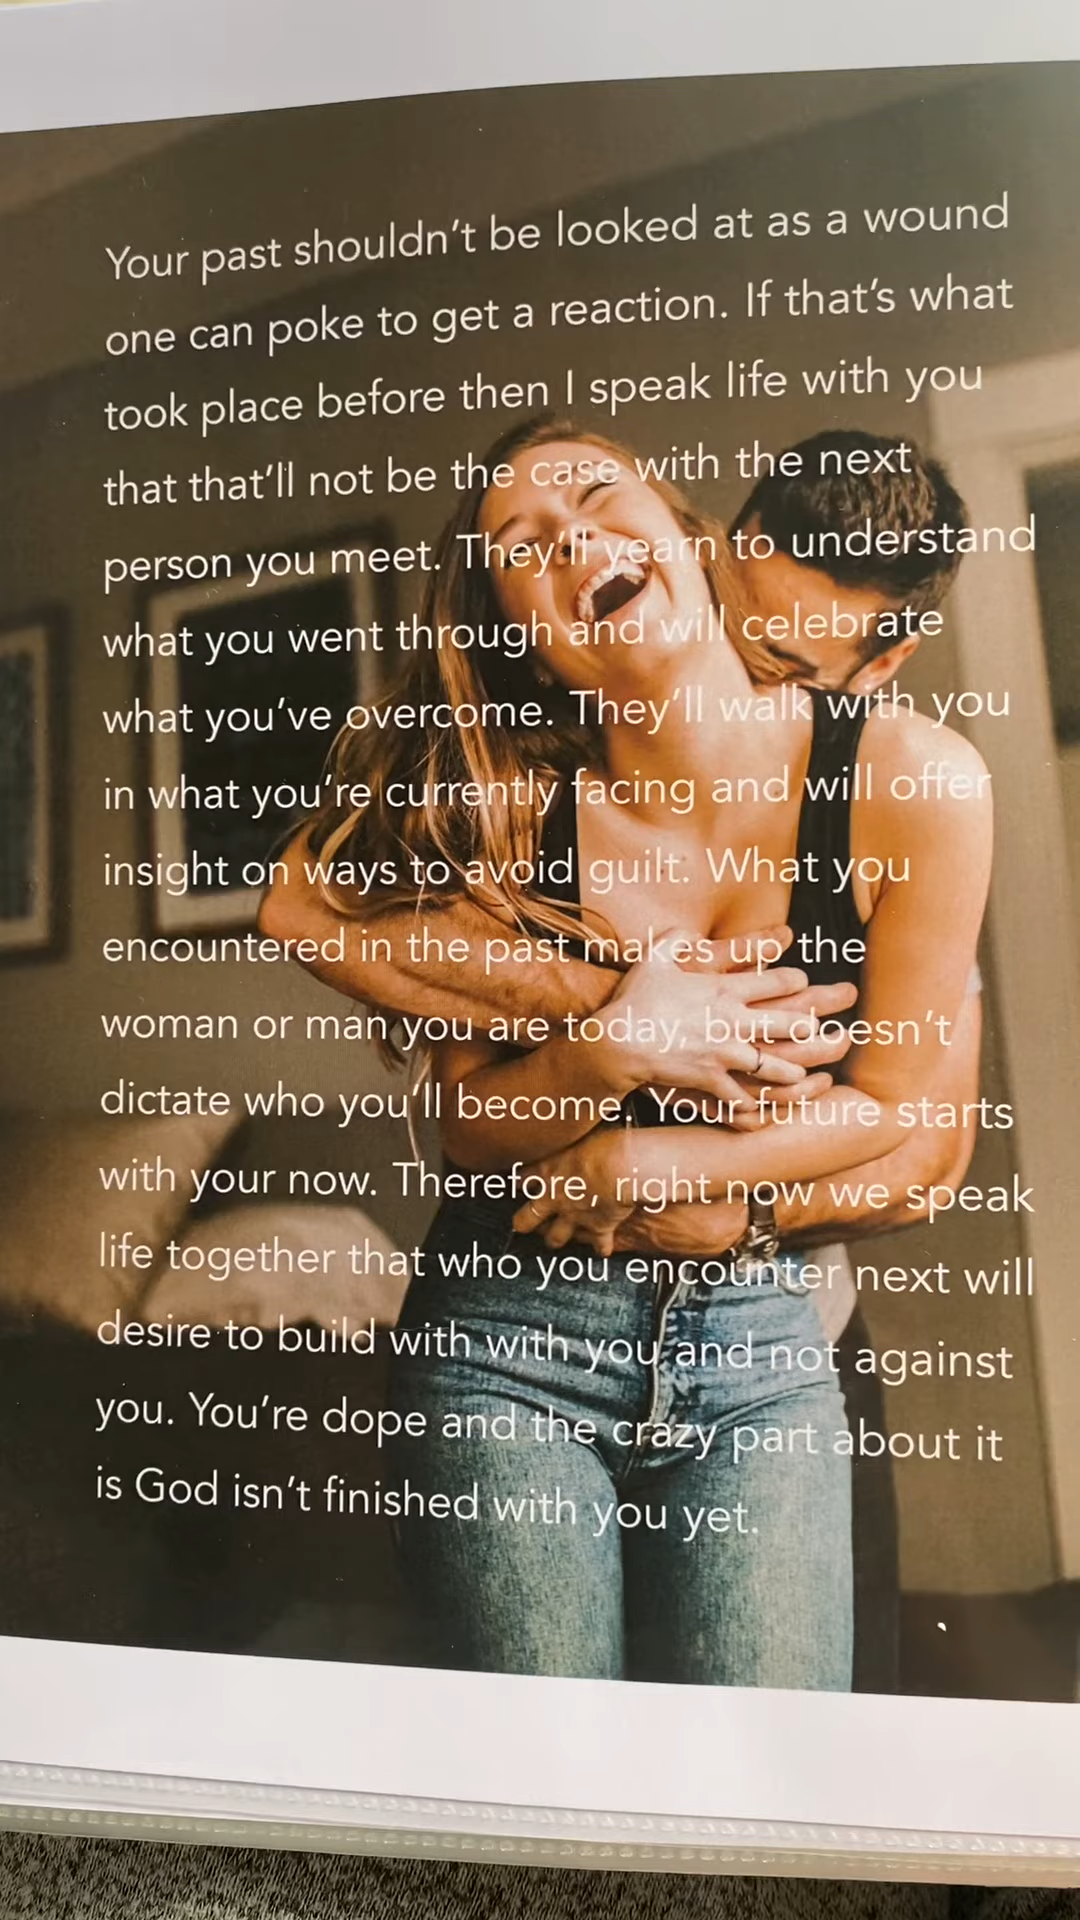 Your past shouldn't be looked at as a wound
one can poke to get a reaction. If that's what
took place before then I speak life with you
that that'll not be the case with the next
person you meet. They'll yearn to understand
what you went through and will celebrate
what you've overcome. They'll walk with you
in what you're currently facing and will offer
insight on ways to avoid guilt. What you
encountered in the past makes up the
woman or man you are today, but doesn't
dictate who you'll become. Your future starts
with your now. Therefore, right now we speak
life together that who you encounter next will
desire to build with with you and not against
you. You're dope and the crazy part about it
is God isn't finished with you yet.